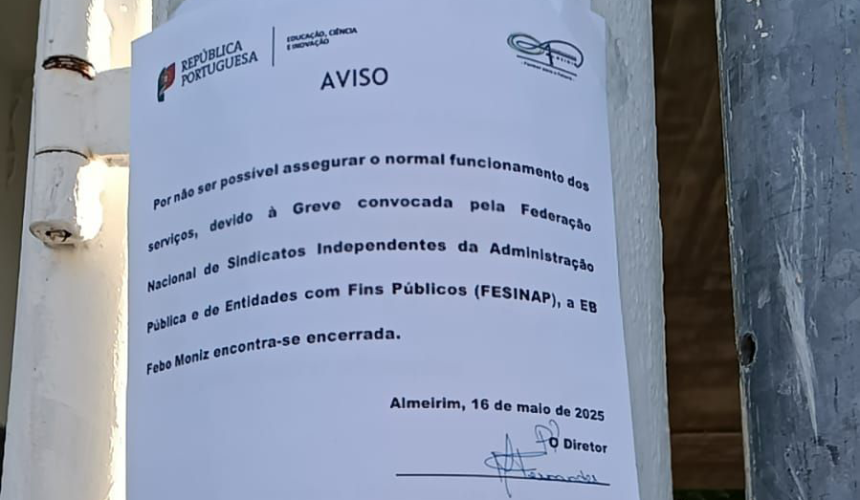 REPÚBLICA
PORTUGUESA
EDUCAÇÃO, CIÊNCIA
E INOVAÇÃO
AVISO
Por não ser possível assegurar o normal funcionamento dos
serviços, devido à Greve convocada pela Federação
Nacional de Sindicatos Independentes da Administração
Pública e de Entidades com Fins Públicos (FESINAP), a EB
Febo Moniz encontra-se encerrada.
Almeirim, 16 de maio de 2025
O Diretor